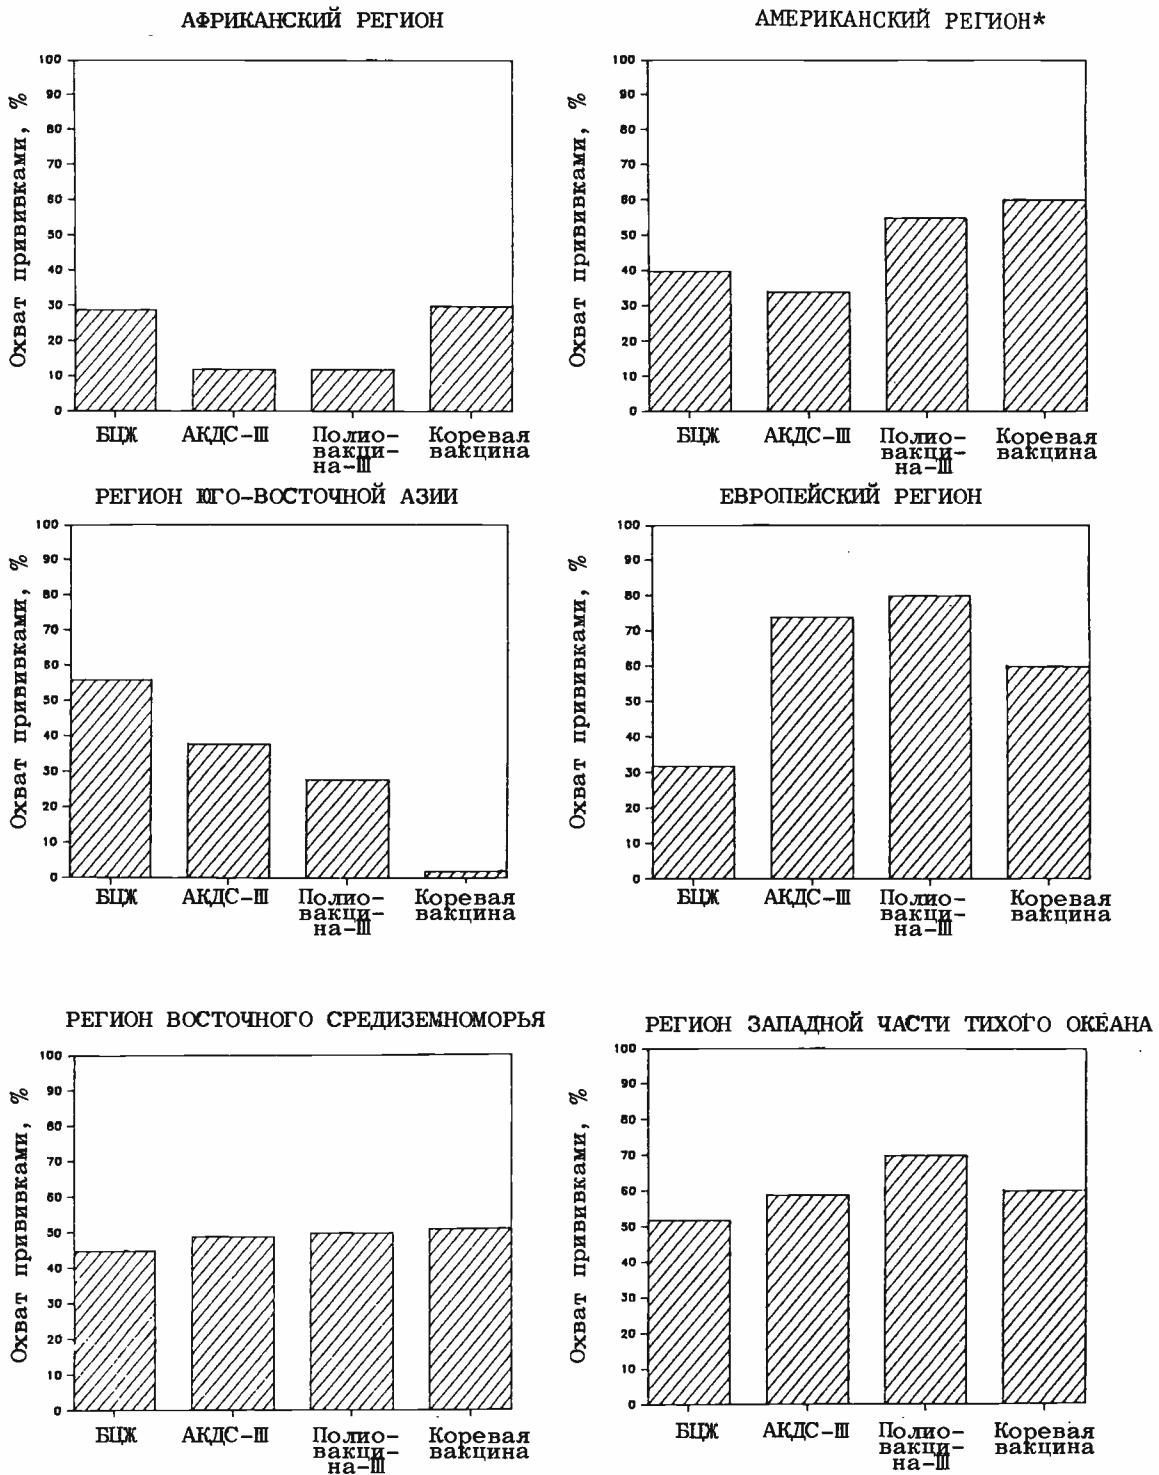 АФРИКАНСКИЙ РЕГИОН
Охват прививками, %
100
90
80
70
60
50
40
30
20
10
0
БЦЖ АКДС-III Полио- Коревая
вакци- вакцина
на-III
АМЕРИКАНСКИЙ РЕГИОН*
Охват прививками, %
100
90
80
70
60
50
40
30
20
10
0
БЦЖ АКДС-III Полио- Коревая
вакци- вакцина
на-III
РЕГИОН ЮГО-ВОСТОЧНОЙ АЗИИ
Охват прививками, %
100
90
80
70
60
50
40
30
20
10
0
БЦЖ АКДС-III Полио- Коревая
вакци- вакцина
на-III
ЕВРОПЕЙСКИЙ РЕГИОН
Охват прививками, %
100
90
80
70
60
50
40
30
20
10
0
БЦЖ АКДС-III Полио- Коревая
вакци- вакцина
на-III
РЕГИОН ВОСТОЧНОГО СРЕДИЗЕМНОМОРЬЯ
Охват прививками, %
100
90
80
70
60
50
40
30
20
10
0
БЦЖ АКДС-III Полио- Коревая
вакци- вакцина
на-III
РЕГИОН ЗАПАДНОЙ ЧАСТИ ТИХОГО ОКЕАНА
Охват прививками, %
100
90
80
70
60
50
40
30
20
10
0
БЦЖ АКДС-III Полио- Коревая
вакци- вакцина
на-III